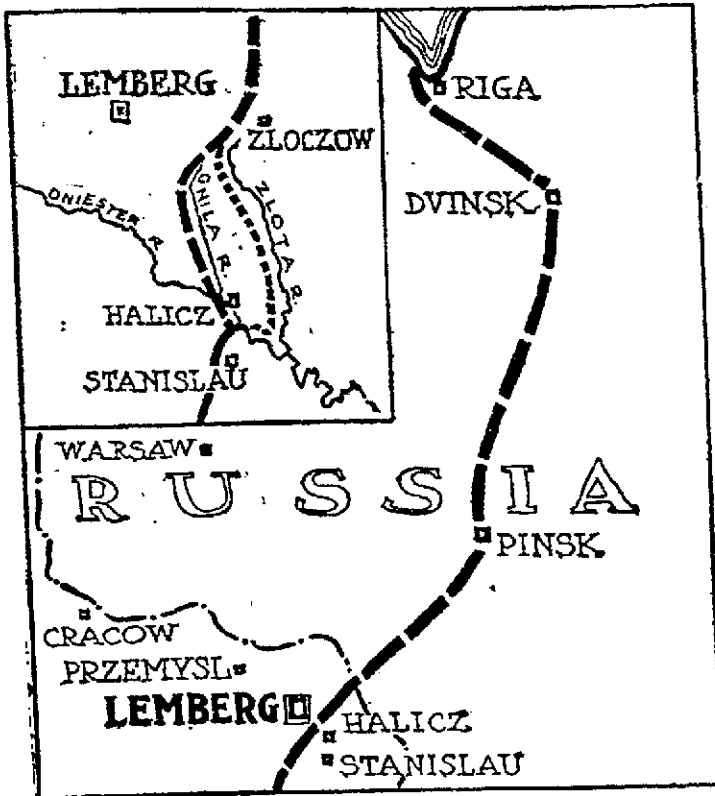 LEMBERG
ZLOCZOW
DNIESTER R.
GNILA R.
ZLOTA R.
HALICZ
STANISLAU
RIGA
DVINSK
WARSAW
RUSSIA
PINSK
CRACOW
PRZEMYSL
LEMBERG
HALICZ
STANISLAU